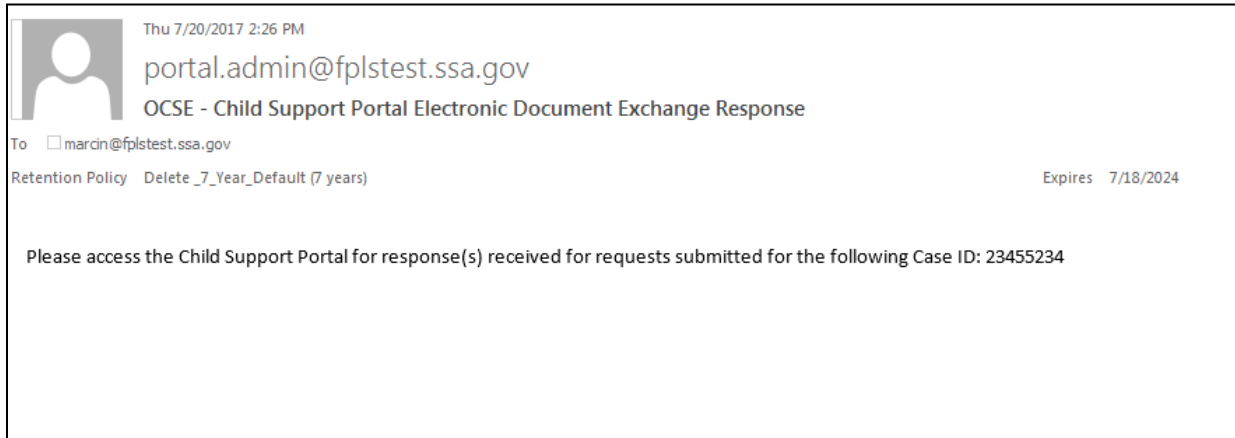 Thu 7/20/2017 2:26 PM
portal.admin@fplstest.ssa.gov
OCSE - Child Support Portal Electronic Document Exchange Response
To marcin@fplstest.ssa.gov
Retention Policy Delete _7_Year_Default (7 years) Expires 7/18/2024
Please access the Child Support Portal for response(s) received for requests submitted for the following Case ID: 23455234